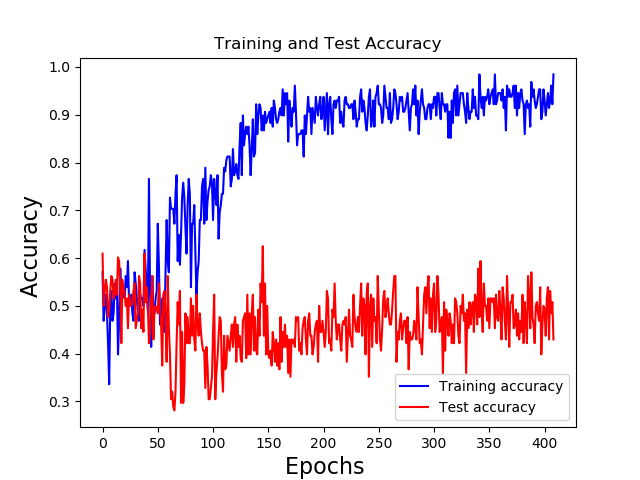 Training and Test Accuracy
1.0
0.9
0.8
0.7
0.6
0.5
0.4
0.3
Accuracy
0 50 100 150 200 250 300 350 400
Epochs
Training accuracy
Test accuracy